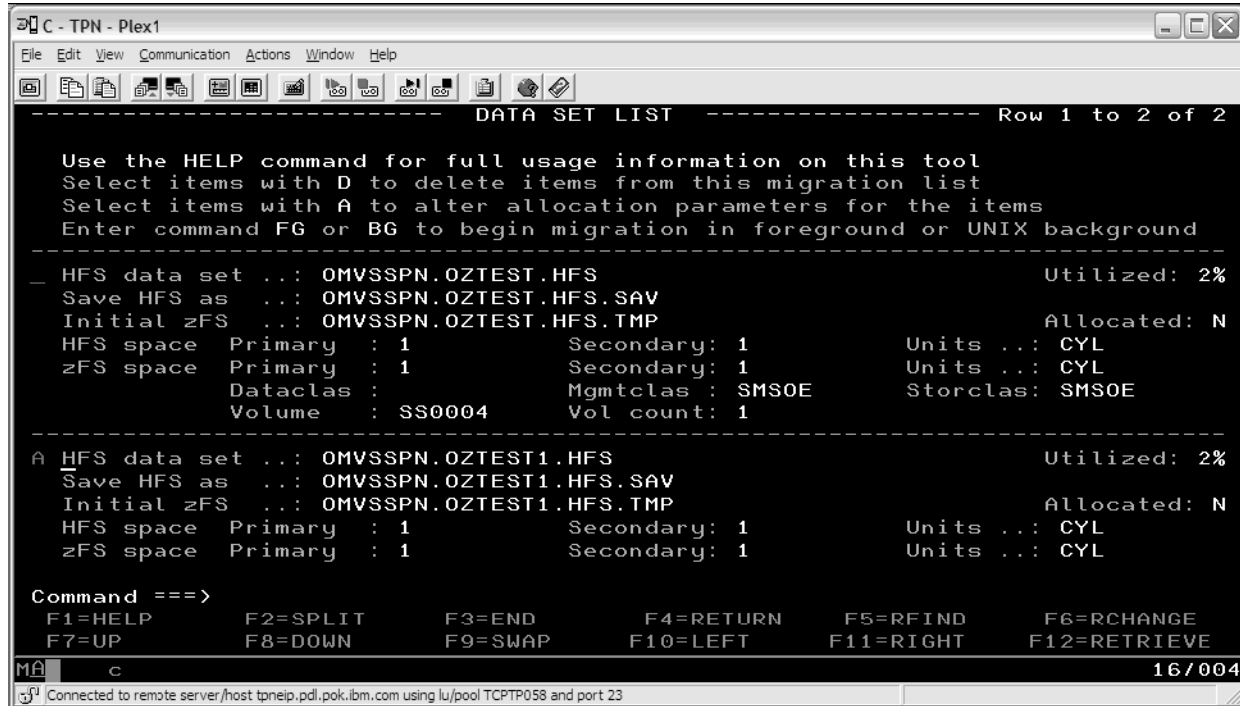 C - TPN - Plex1
File Edit View Communication Actions Window Help
---------------------------- DATA SET LIST ------------------ Row 1 to 2 of 2
Use the HELP command for full usage information on this tool
Select items with D to delete items from this migration list
Select items with A to alter allocation parameters for the items
Enter command FG or BG to begin migration in foreground or UNIX background
-------------------------------------------------------------------------------
_ HFS data set ..: OMVSSPN.OZTEST.HFS Utilized: 2%
Save HFS as ..: OMVSSPN.OZTEST.HFS.SAV
Initial zFS ..: OMVSSPN.OZTEST.HFS.TMP Allocated: N
HFS space Primary : 1 Secondary: 1 Units ..: CYL
zFS space Primary : 1 Secondary: 1 Units ..: CYL
Dataclas : Mgmtclas : SMSOE Storclas: SMSOE
Volume : SS0004 Vol count: 1
-------------------------------------------------------------------------------
A HFS data set ..: OMVSSPN.OZTEST1.HFS Utilized: 2%
Save HFS as ..: OMVSSPN.OZTEST1.HFS.SAV
Initial zFS ..: OMVSSPN.OZTEST1.HFS.TMP Allocated: N
HFS space Primary : 1 Secondary: 1 Units ..: CYL
zFS space Primary : 1 Secondary: 1 Units ..: CYL
Command ===>
F1=HELP F2=SPLIT F3=END F4=RETURN F5=RFIND F6=RCHANGE
F7=UP F8=DOWN F9=SWAP F10=LEFT F11=RIGHT F12=RETRIEVE
MA c 16/004
Connected to remote server/host tpneip.pdl.pok.ibm.com using lu/pool TCPTP058 and port 23